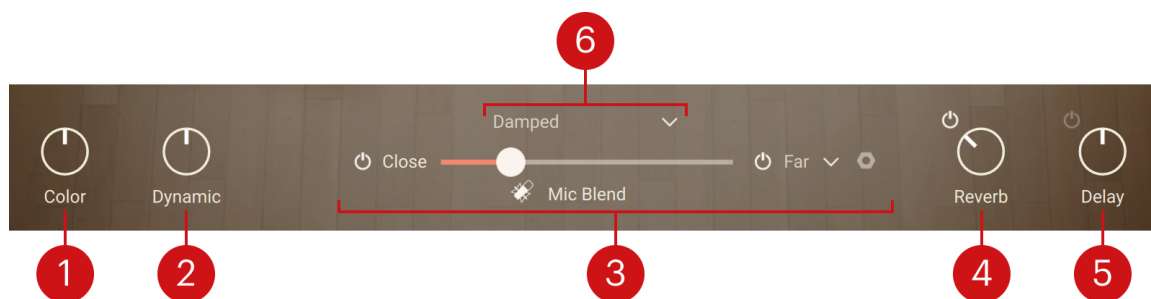 6
Damped
Close
Far
Color
Dynamic
Mic Blend
Reverb
Delay
1
2
3
4
5